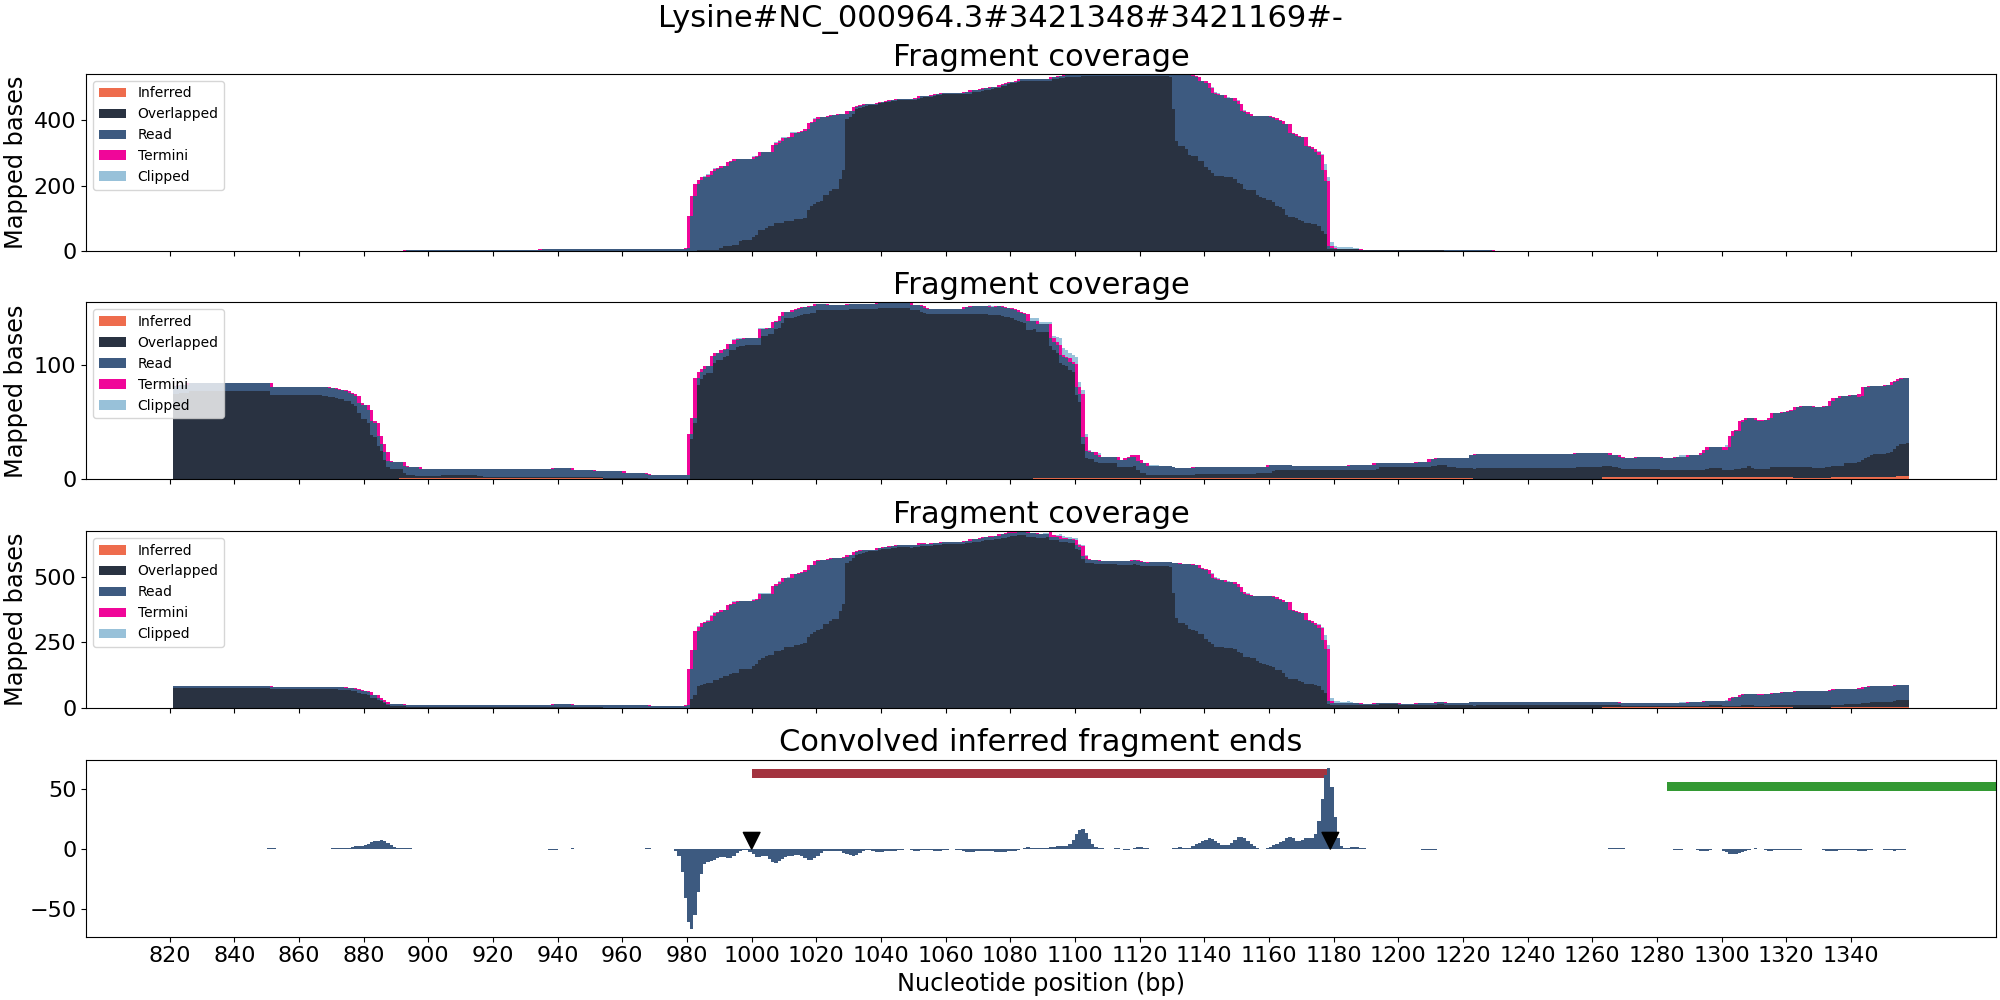 Lysine#NC_000964.3#3421348#3421169#-
Fragment coverage
Mapped bases
400
200
0
Inferred
Overlapped
Read
Termini
Clipped
Fragment coverage
Mapped bases
100
0
Inferred
Overlapped
Read
Termini
Clipped
Fragment coverage
Mapped bases
500
250
0
Inferred
Overlapped
Read
Termini
Clipped
Convolved inferred fragment ends
50
0
−50
820 840 860 880 900 920 940 960 980 1000 1020 1040 1060 1080 1100 1120 1140 1160 1180 1200 1220 1240 1260 1280 1300 1320 1340
Nucleotide position (bp)